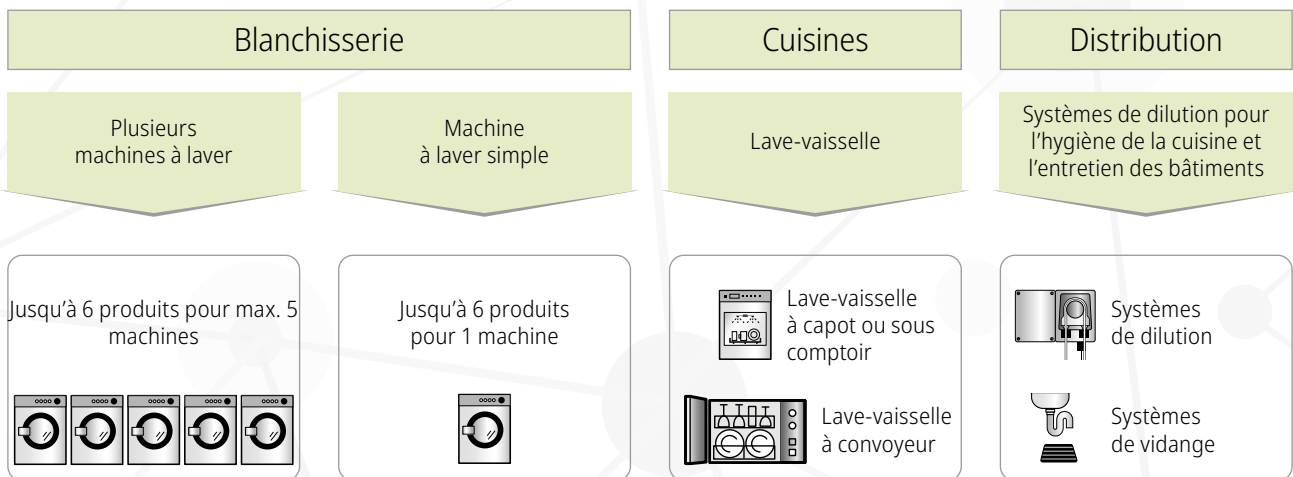 Blanchisserie
Cuisines
Distribution
Plusieurs
machines à laver
Machine
à laver simple
Lave-vaisselle
Systèmes de dilution pour
l'hygiène de la cuisine et
l'entretien des bâtiments
Jusqu'à 6 produits pour max. 5
machines
Jusqu'à 6 produits
pour 1 machine
Lave-vaisselle
à capot ou sous
comptoir
Lave-vaisselle
à convoyeur
Systèmes
de dilution
Systèmes
de vidange